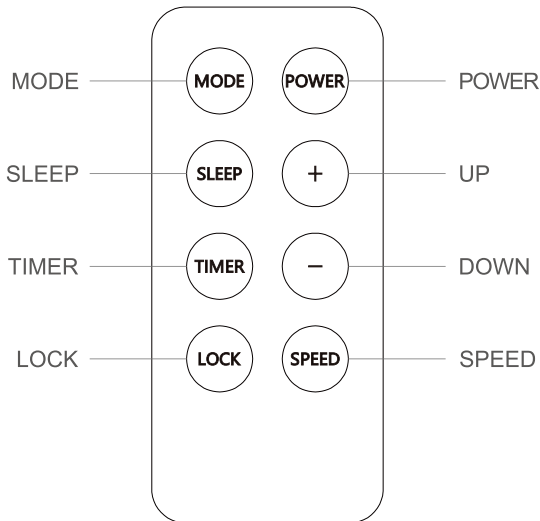 MODE MODE POWER POWER
SLEEP SLEEP + UP
TIMER TIMER − DOWN
LOCK LOCK SPEED SPEED